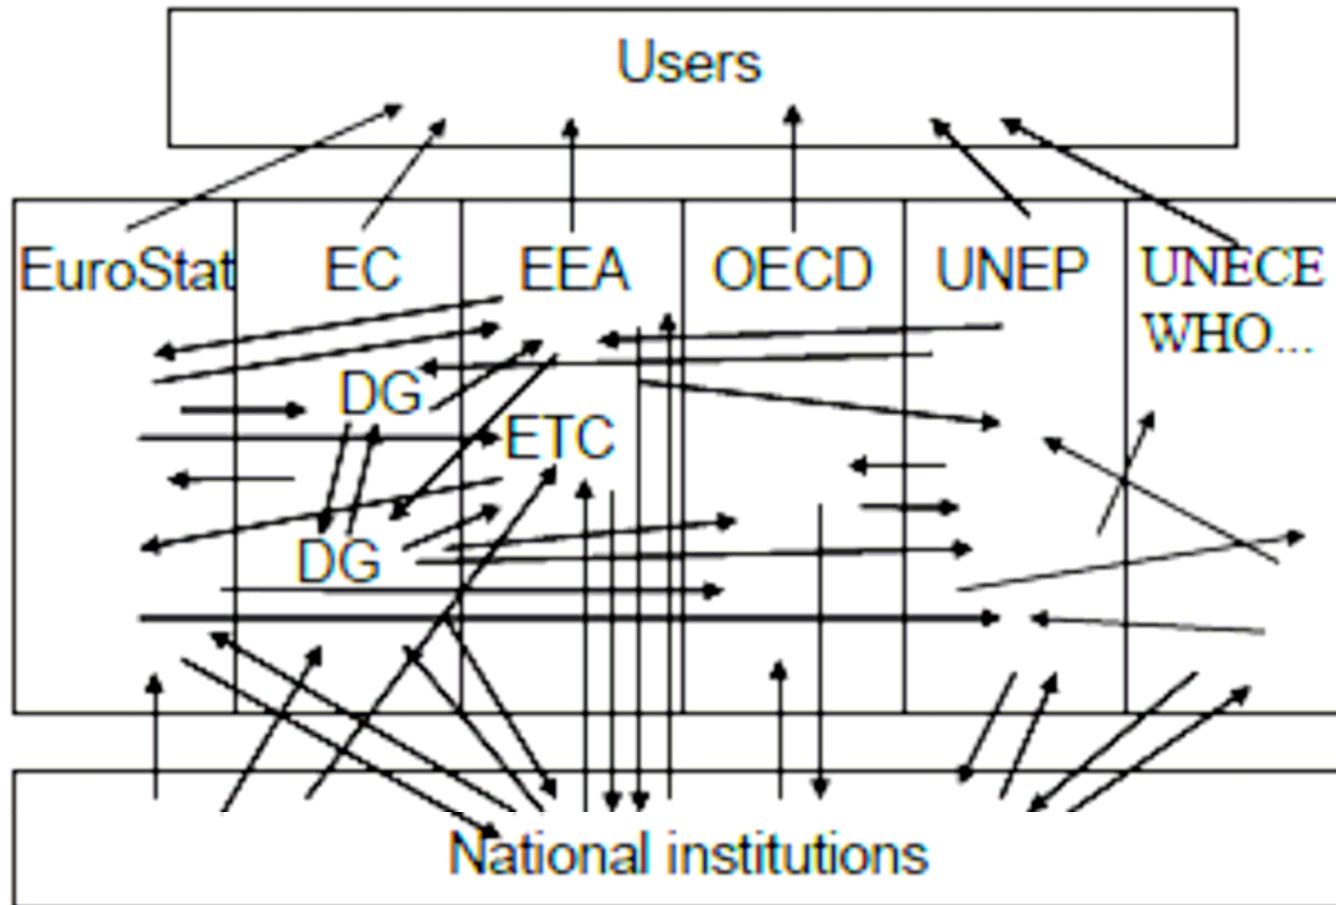 Users
EuroStat EC EEA OECD UNEP UNECE
WHO...
DG
ETC
DG
National institutions